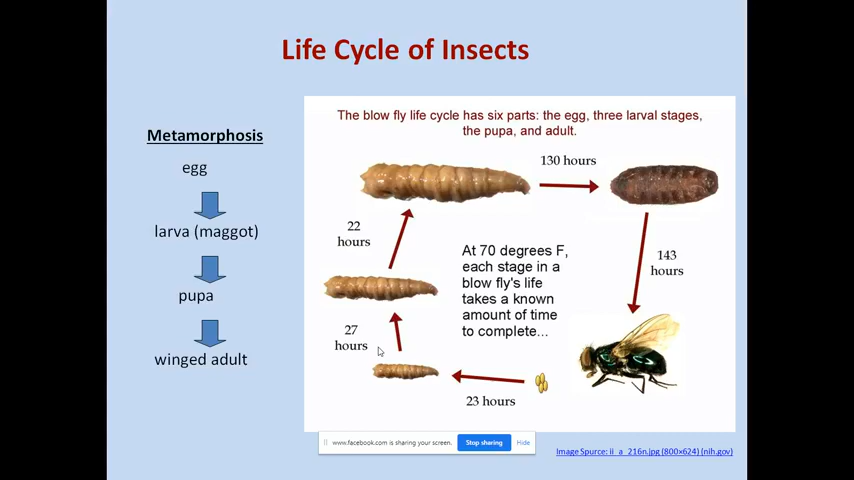 Life Cycle of Insects
Metamorphosis
egg
larva (maggot)
pupa
winged adult
The blow fly life cycle has six parts: the egg, three larval stages,
the pupa, and adult.
130 hours
22
hours
143
hours
At 70 degrees F,
each stage in a
blow fly's life
takes a known
amount of time
to complete...
27
hours
23 hours
www.facebook.com is sharing your screen. Stop sharing Hide
Image Spurce: ii_a_216n.jpg (800×624) (nih.gov)